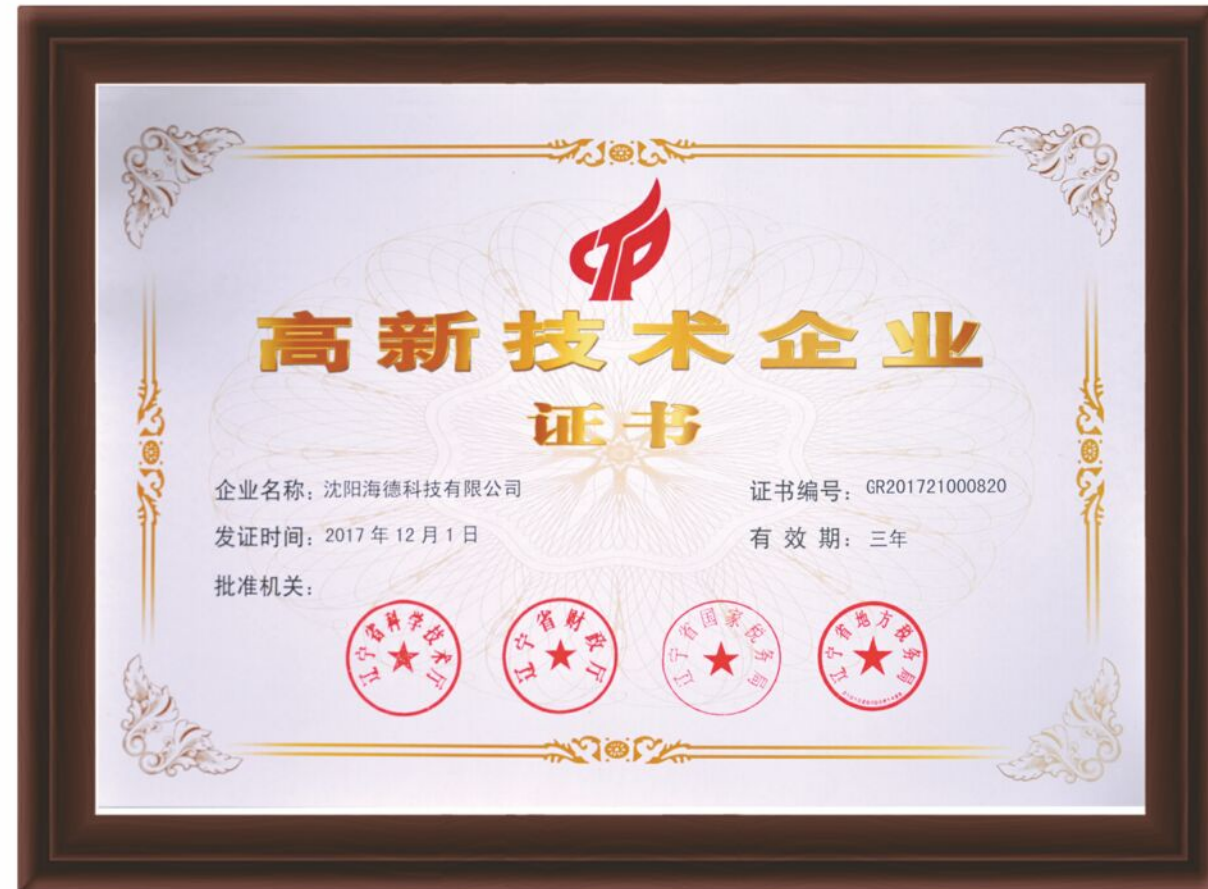 高新技术企业
证书
企业名称：沈阳海德科技有限公司
证书编号：GR201721000820
发证时间：2017年12月1日
有效期：三年
批准机关：
辽宁省科学技术厅
辽宁省财政厅
辽宁省国家税务局
辽宁省地方税务局